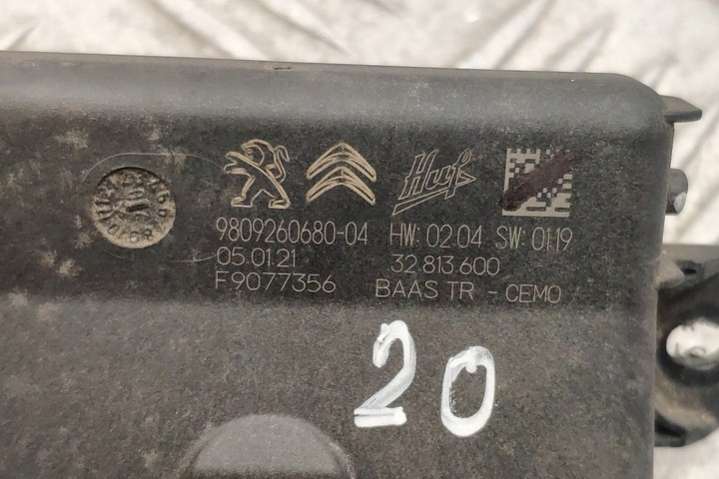 Huf
9809260680-04 HW: 02.04 SW: 01.19
05.01.21 32 813 600
F9077356 BAAS TR - CEMO
20